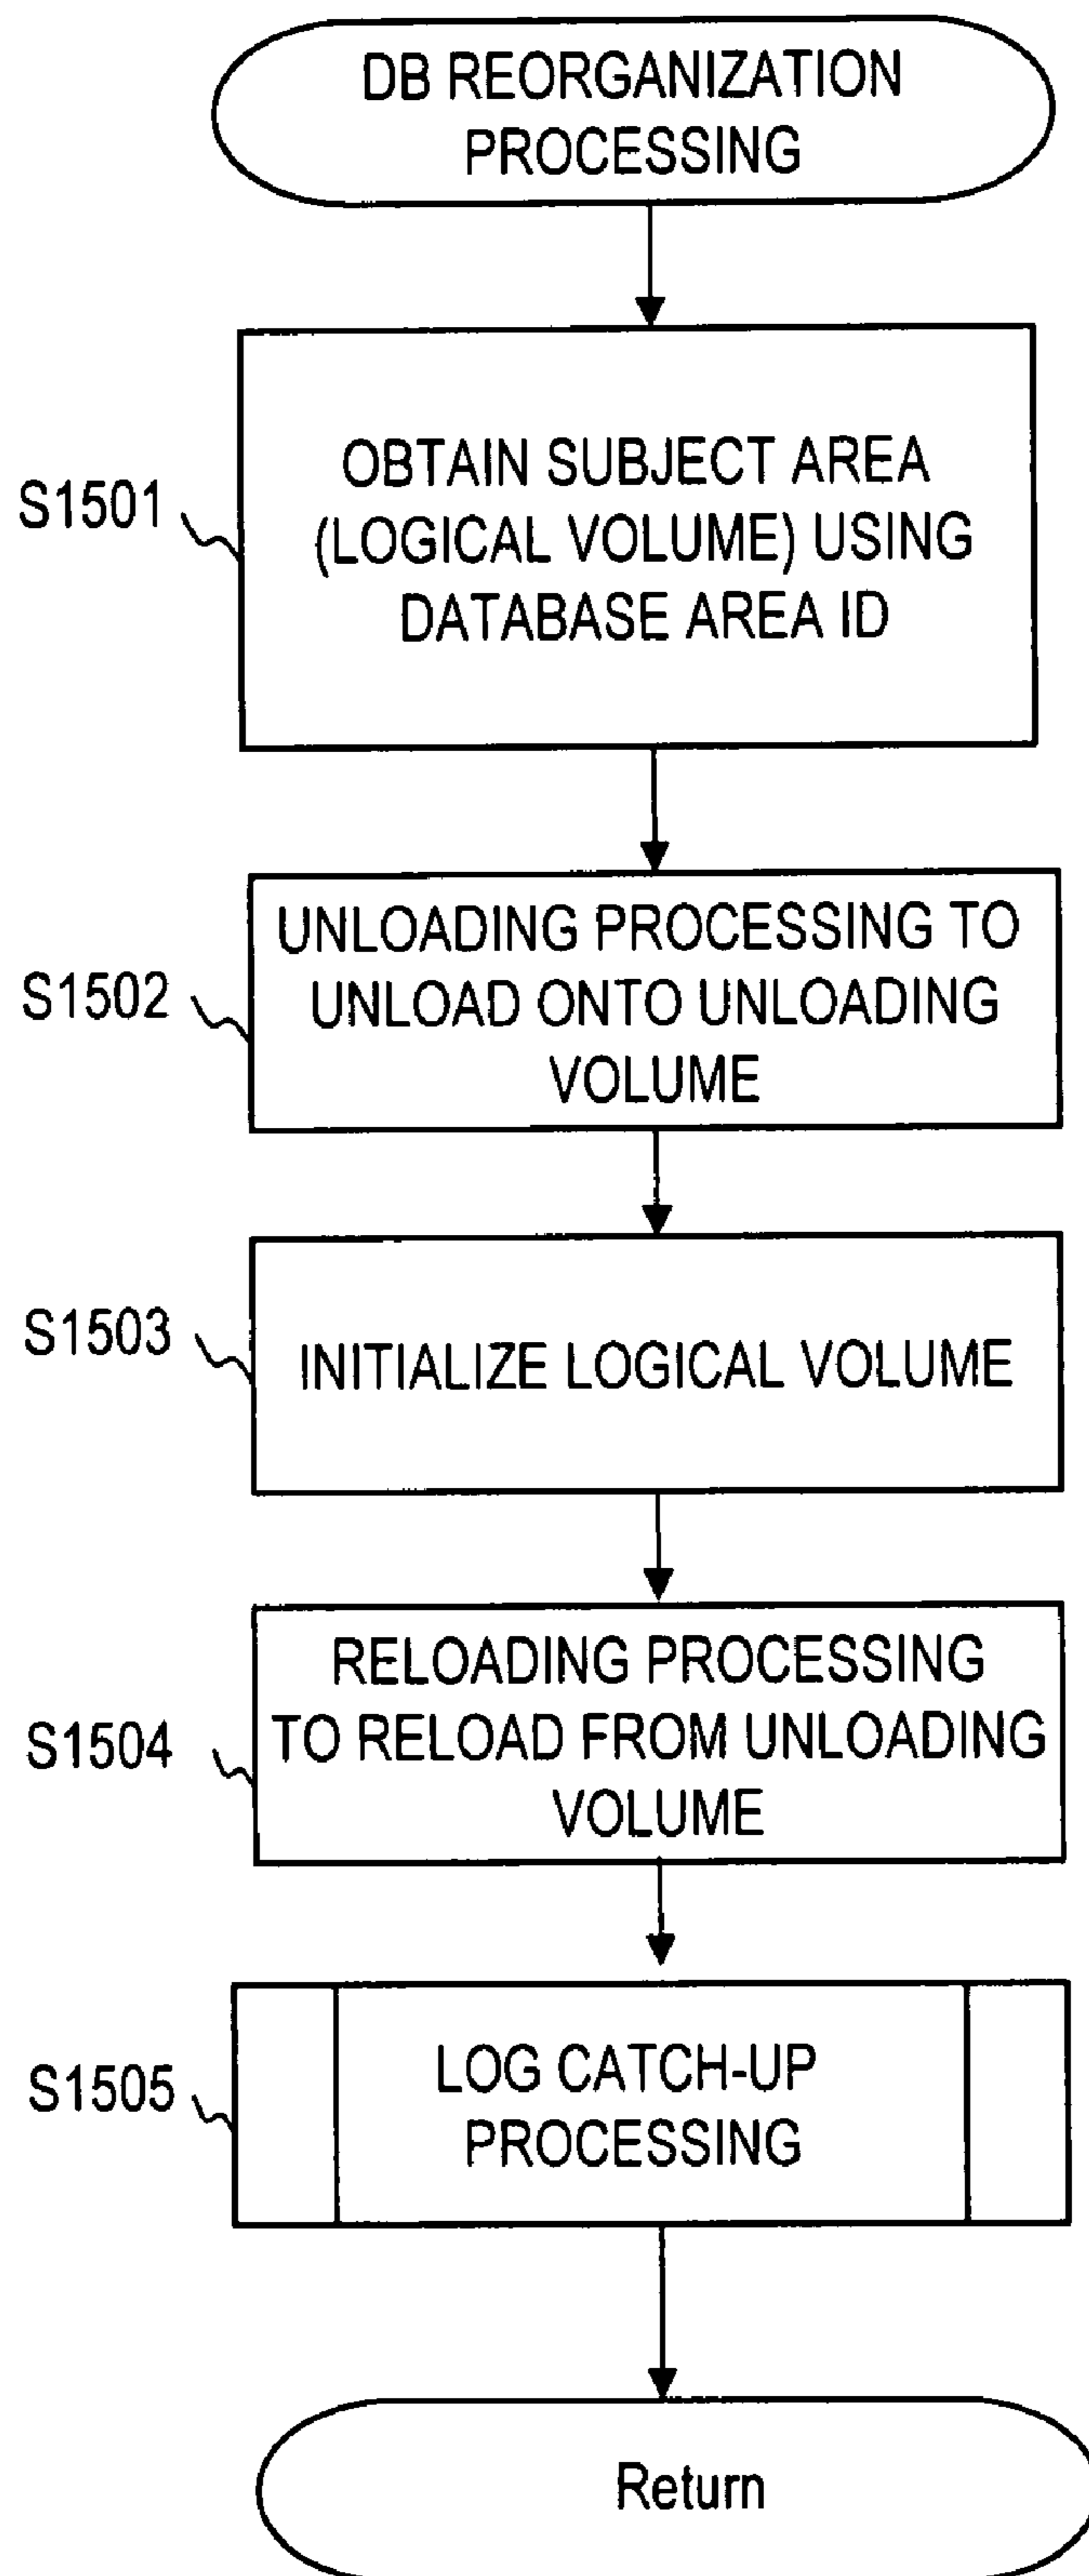 DB REORGANIZATION
PROCESSING
S1501
OBTAIN SUBJECT AREA
(LOGICAL VOLUME) USING
DATABASE AREA ID
S1502
UNLOADING PROCESSING TO
UNLOAD ONTO UNLOADING
VOLUME
S1503
INITIALIZE LOGICAL VOLUME
S1504
RELOADING PROCESSING
TO RELOAD FROM UNLOADING
VOLUME
S1505
LOG CATCH-UP
PROCESSING
Return